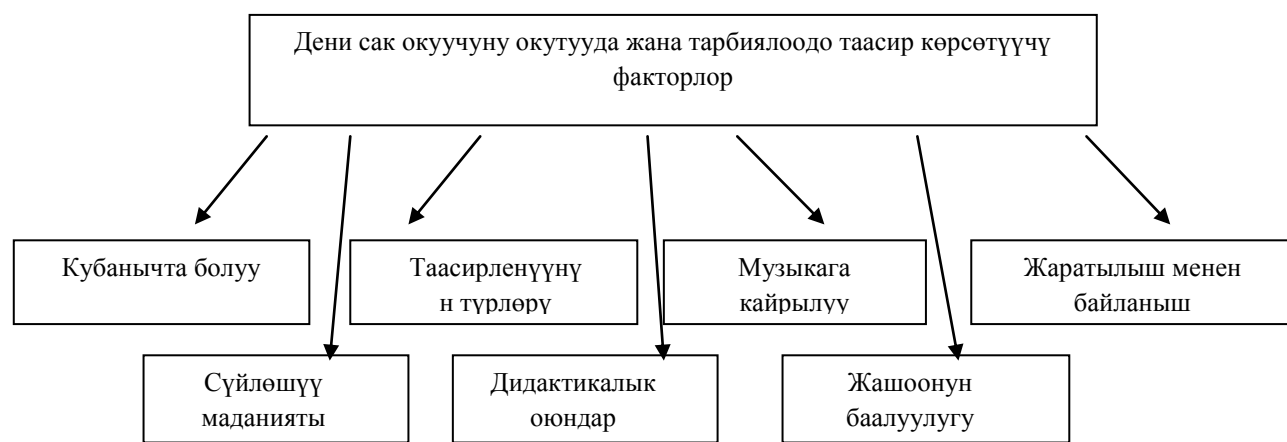 Дени сак окуучуну окутууда жана тарбиялоодо таасир көрсөтүүчү
факторлор
Кубанычта болуу
Таасирленүүнү
н түрлөрү
Музыкага
кайрылуу
Жаратылыш менен
байланыш
Сүйлөшүү
маданияты
Дидактикалык
оюндар
Жашоонун
баалуулугу